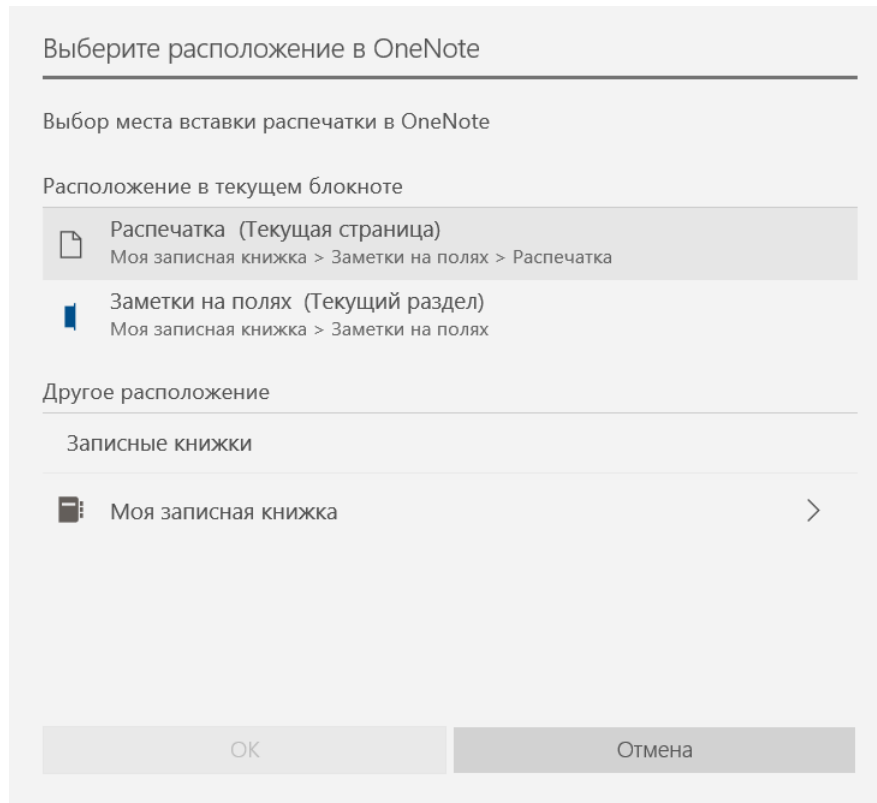 Выберите расположение в OneNote
Выбор места вставки распечатки в OneNote
Расположение в текущем блокноте
Распечатка (Текущая страница)
Моя записная книжка > Заметки на полях > Распечатка
Заметки на полях (Текущий раздел)
Моя записная книжка > Заметки на полях
Другое расположение
Записные книжки
Моя записная книжка
OK
Отмена